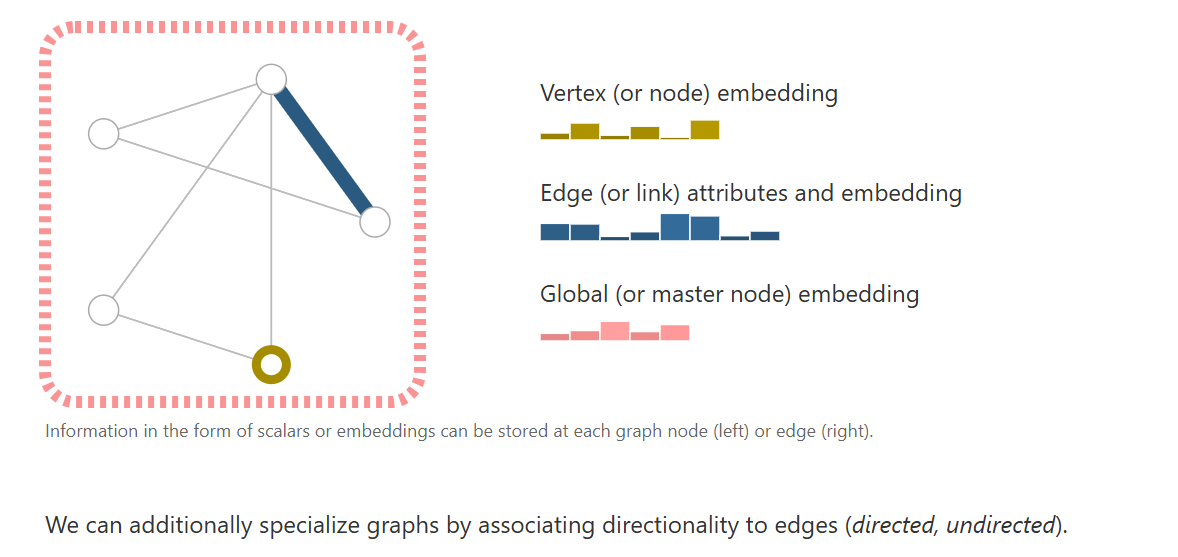 Vertex (or node) embedding
Edge (or link) attributes and embedding
Global (or master node) embedding
Information in the form of scalars or embeddings can be stored at each graph node (left) or edge (right).
We can additionally specialize graphs by associating directionality to edges (directed, undirected).